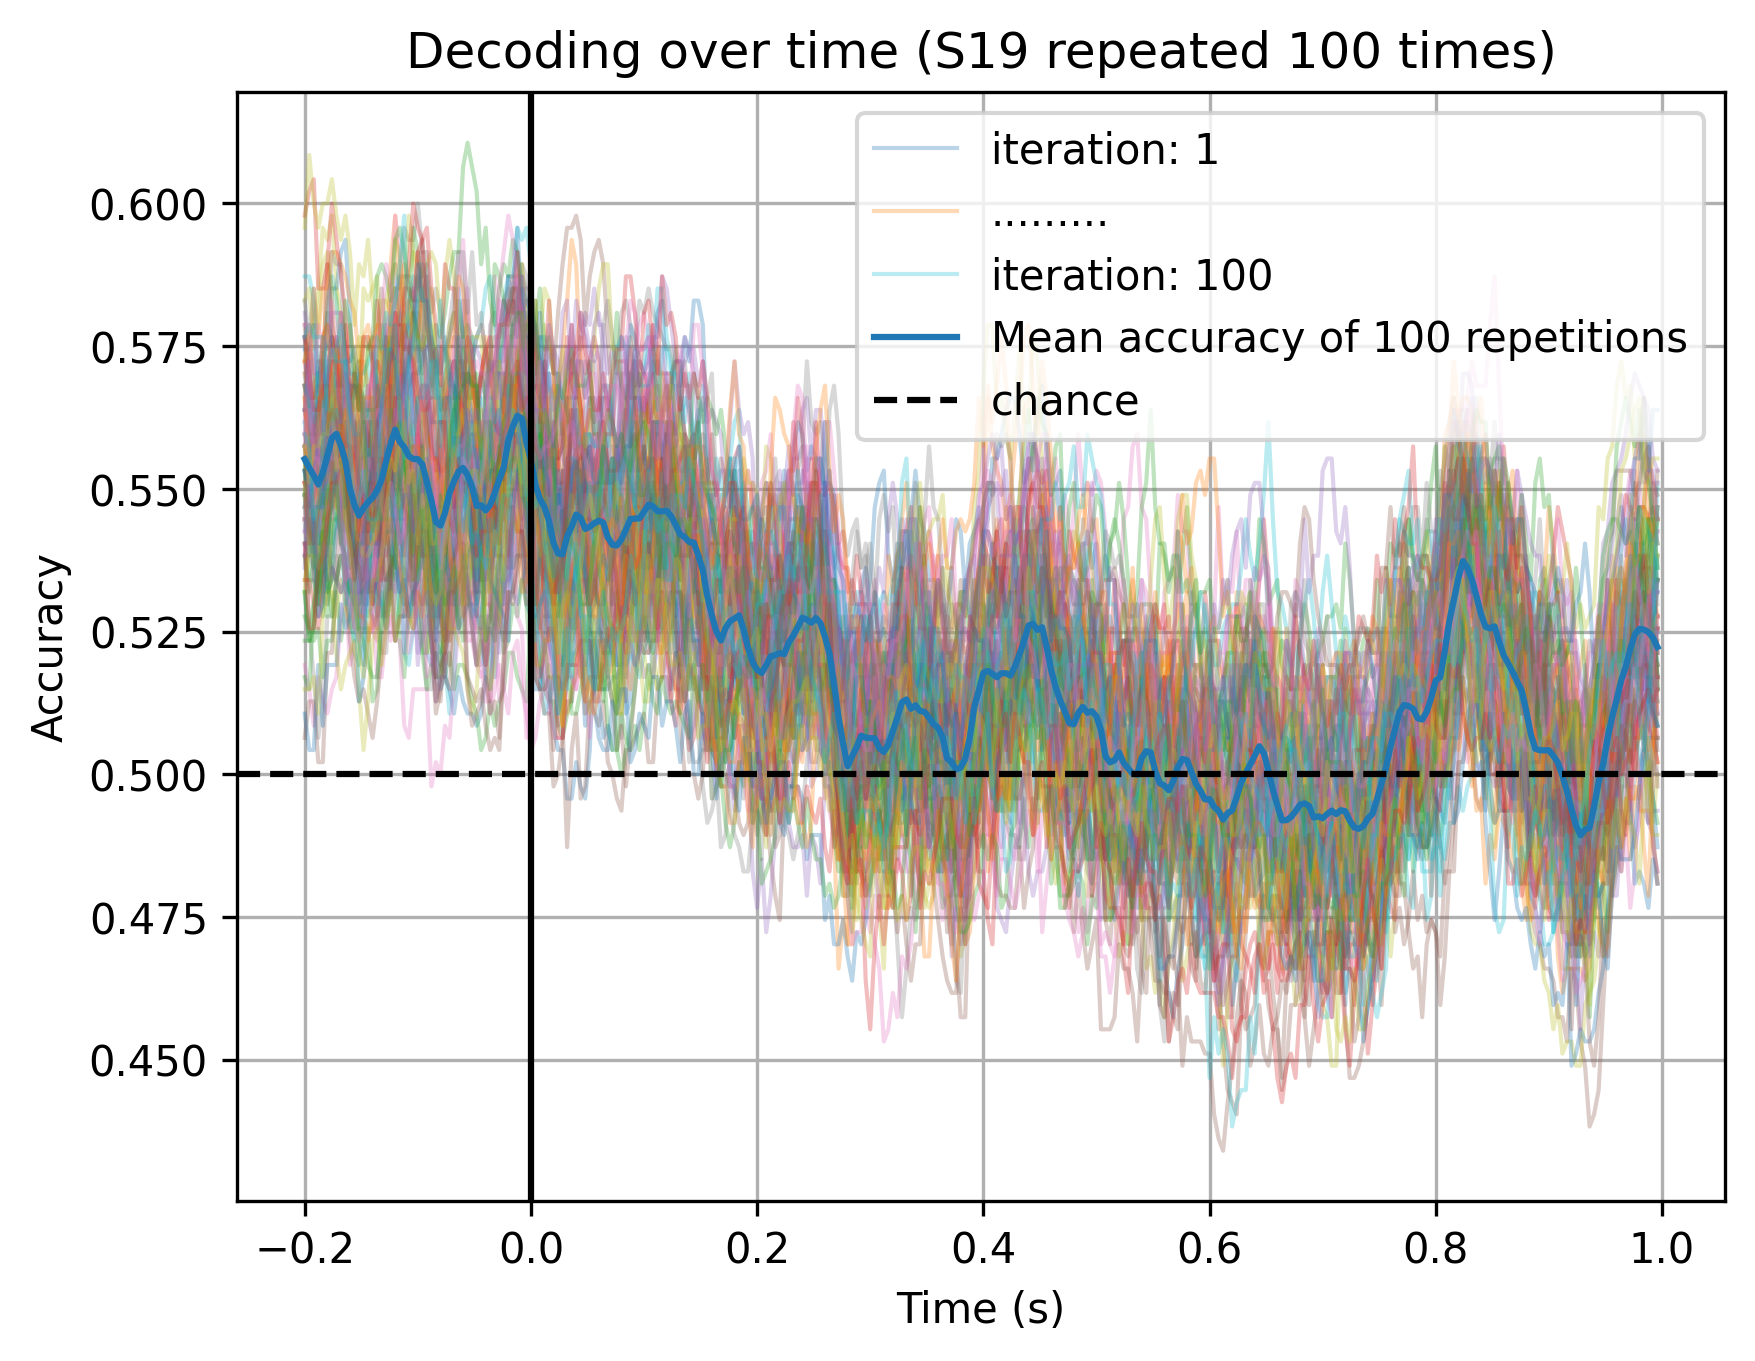 Decoding over time (S19 repeated 100 times)
iteration: 1
.........
iteration: 100
Mean accuracy of 100 repetitions
chance
Accuracy
0.600
0.575
0.550
0.525
0.500
0.475
0.450
−0.2 0.0 0.2 0.4 0.6 0.8 1.0
Time (s)